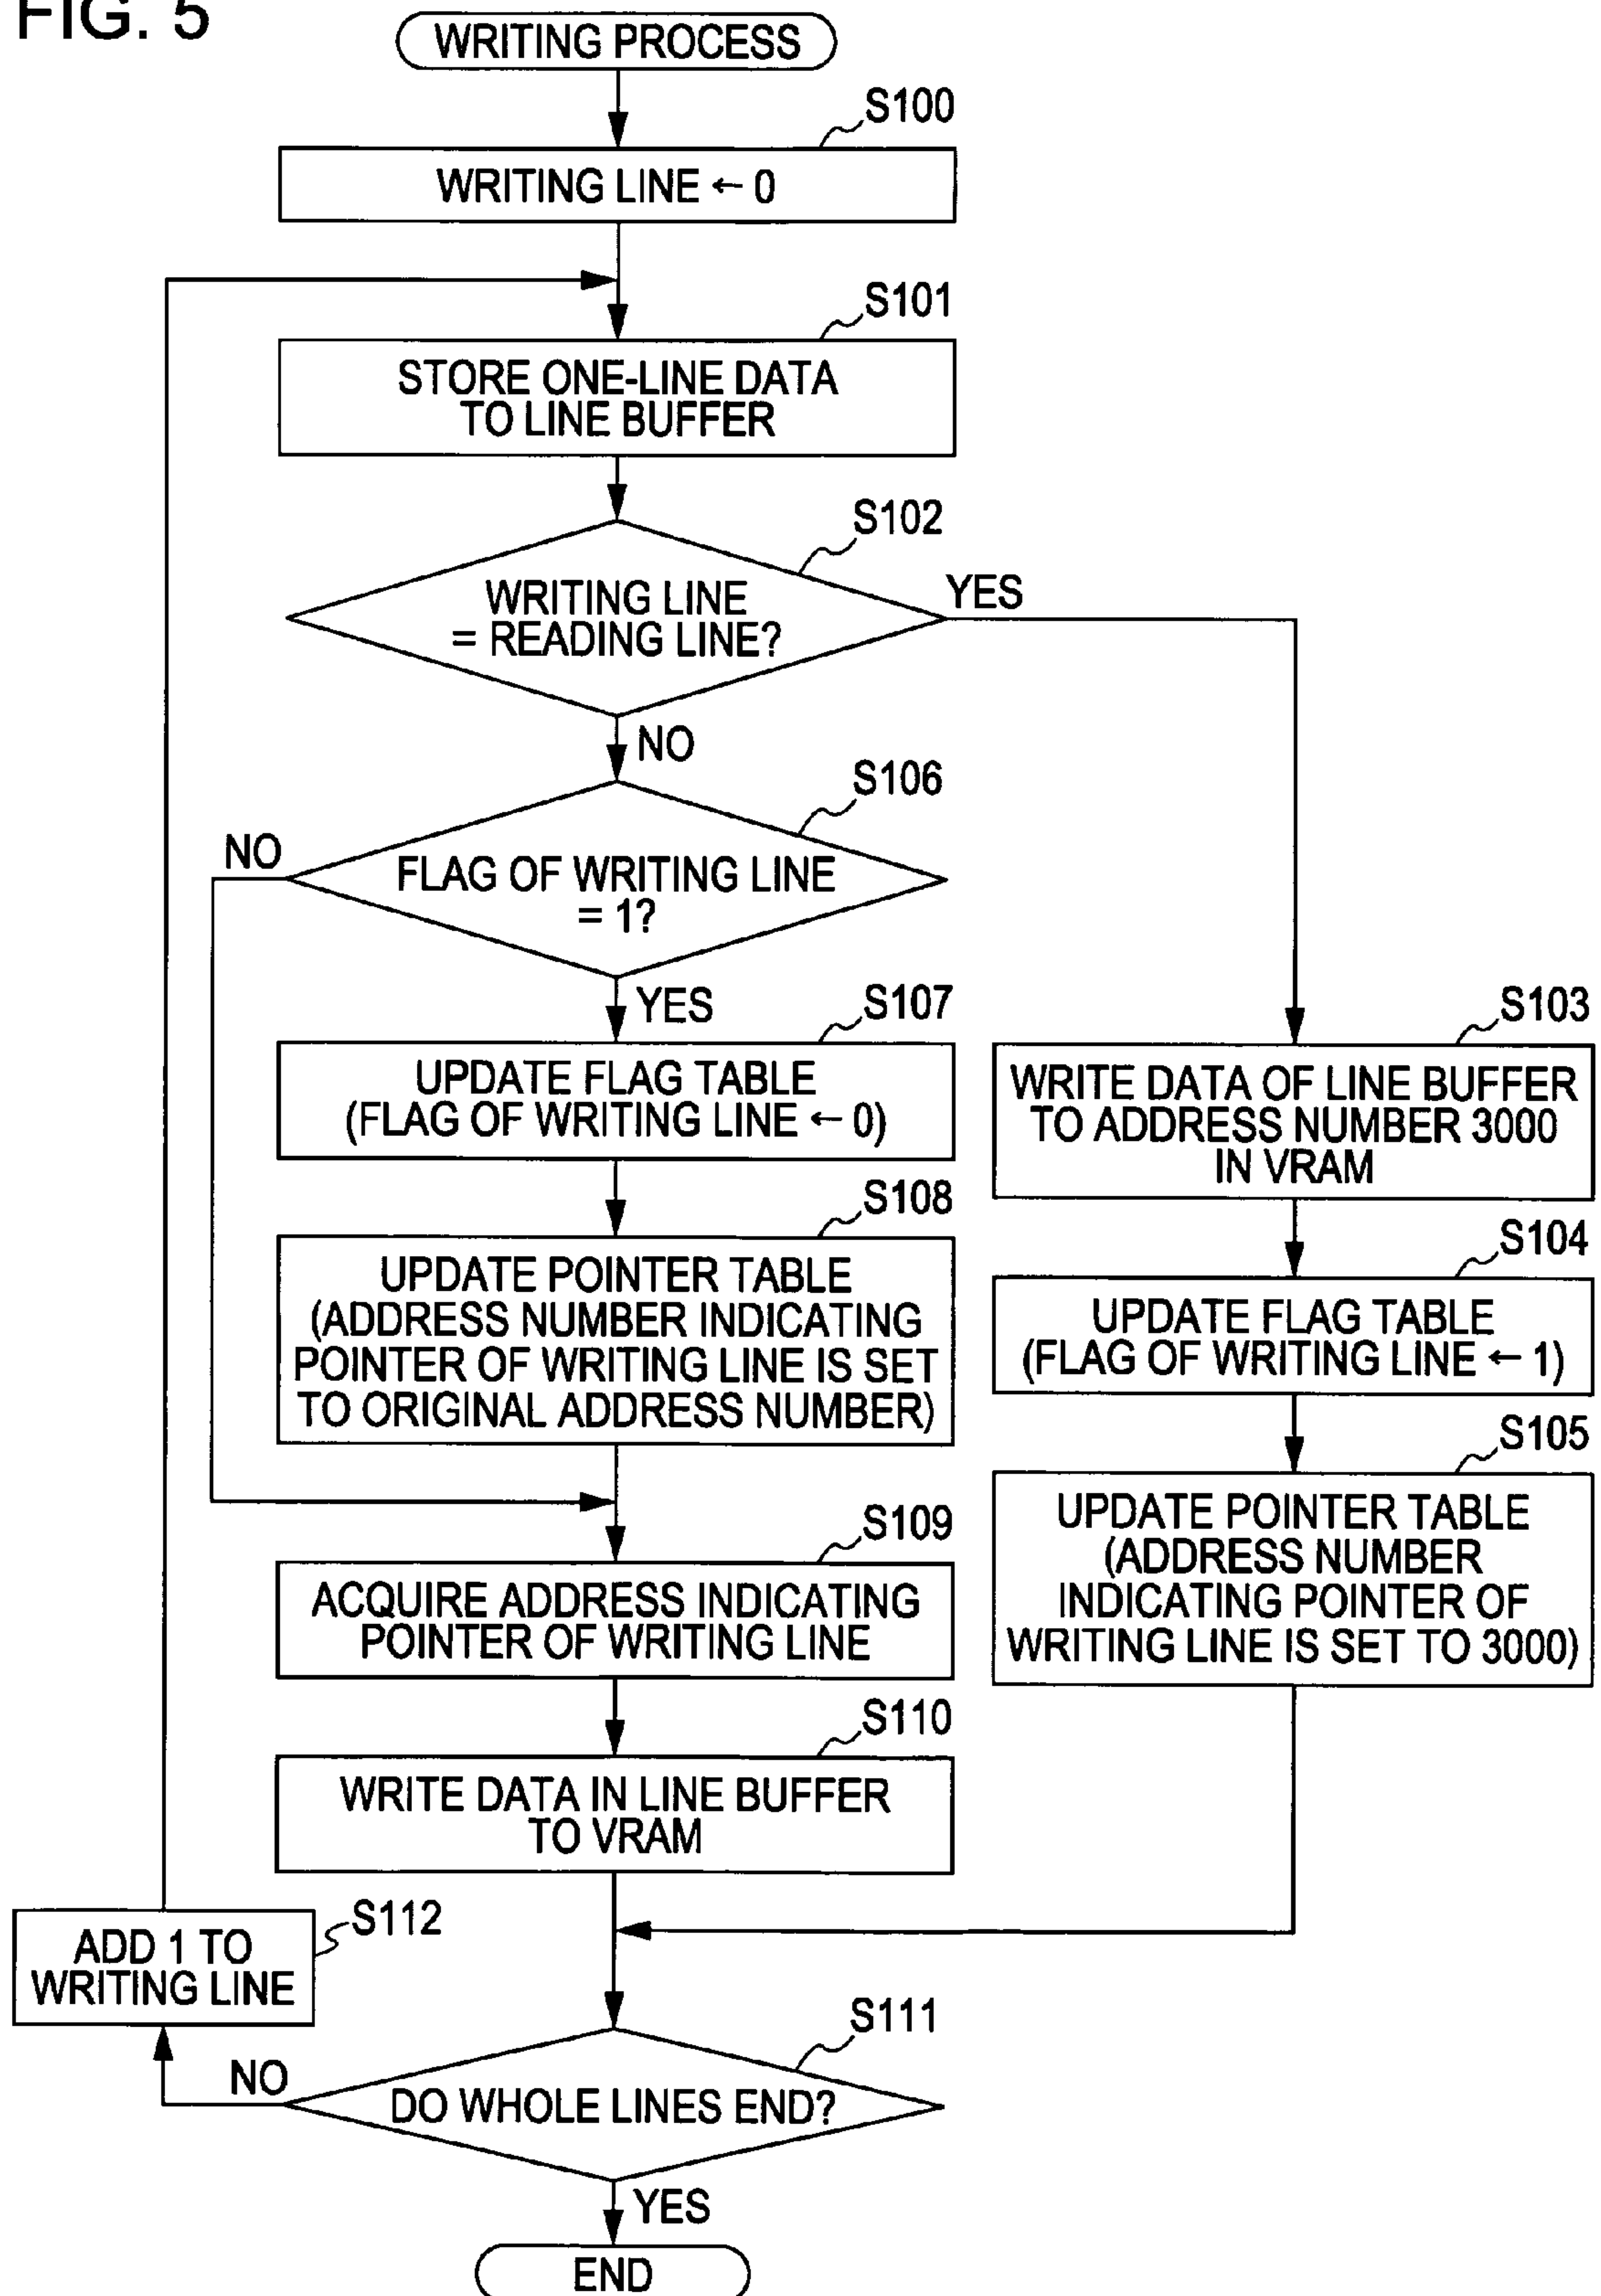 FIG. 5
WRITING PROCESS
S100
WRITING LINE ← 0
S101
STORE ONE-LINE DATA
TO LINE BUFFER
S102
WRITING LINE
= READING LINE?
YES
NO
S106
FLAG OF WRITING LINE
= 1?
NO
YES
S107
UPDATE FLAG TABLE
(FLAG OF WRITING LINE ← 0)
S108
UPDATE POINTER TABLE
(ADDRESS NUMBER INDICATING
POINTER OF WRITING LINE IS SET
TO ORIGINAL ADDRESS NUMBER)
S103
WRITE DATA OF LINE BUFFER
TO ADDRESS NUMBER 3000
IN VRAM
S104
UPDATE FLAG TABLE
(FLAG OF WRITING LINE ← 1)
S105
UPDATE POINTER TABLE
(ADDRESS NUMBER
INDICATING POINTER OF
WRITING LINE IS SET TO 3000)
S109
ACQUIRE ADDRESS INDICATING
POINTER OF WRITING LINE
S110
WRITE DATA IN LINE BUFFER
TO VRAM
S112
ADD 1 TO
WRITING LINE
S111
DO WHOLE LINES END?
NO
YES
END